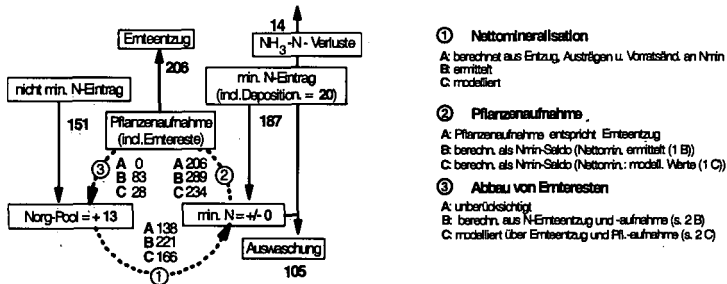 14
Ernteentzug
NH3-N-Verluste
206
nicht min. N-Eintrag
min. N-Eintrag
(incl.Deposition. = 20)
151
Pflanzenaufnahme
(incl.Erntereste)
187
3
A 0
B 83
C 28
A 206
B 289
C 234
2
Norg-Pool = + 13
min. N = +/- 0
A 138
B 221
C 166
1
Auswaschung
105
1 Nettomineralisation
A: berechnet aus Entzug, Austrägen u. Vorratsänd. an Nmin
B: ermittelt
C: modelliert
2 Pflanzenaufnahme
A: Pflanzenaufnahme entspricht Ernteentzug
B: berechn. als Nmin-Saldo (Nettomin. ermittelt (1 B))
C: berechn. als Nmin-Saldo (Nettomin.: modell. Werte (1 C))
3 Abbau von Ernteresten
A: unberücksichtigt
B: berechn. aus N-Ernteentzug und -aufnahme (s. 2 B)
C: modelliert über Ernteentzug und Pfl.-aufnahme (s. 2 C)